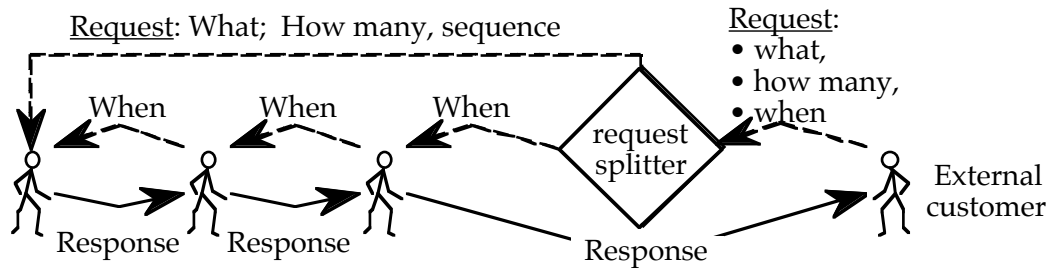 Request: What;  How many, sequence
Request:
• what,
• how many,
• when
When
When
When
request
splitter
External
customer
Response
Response
Response